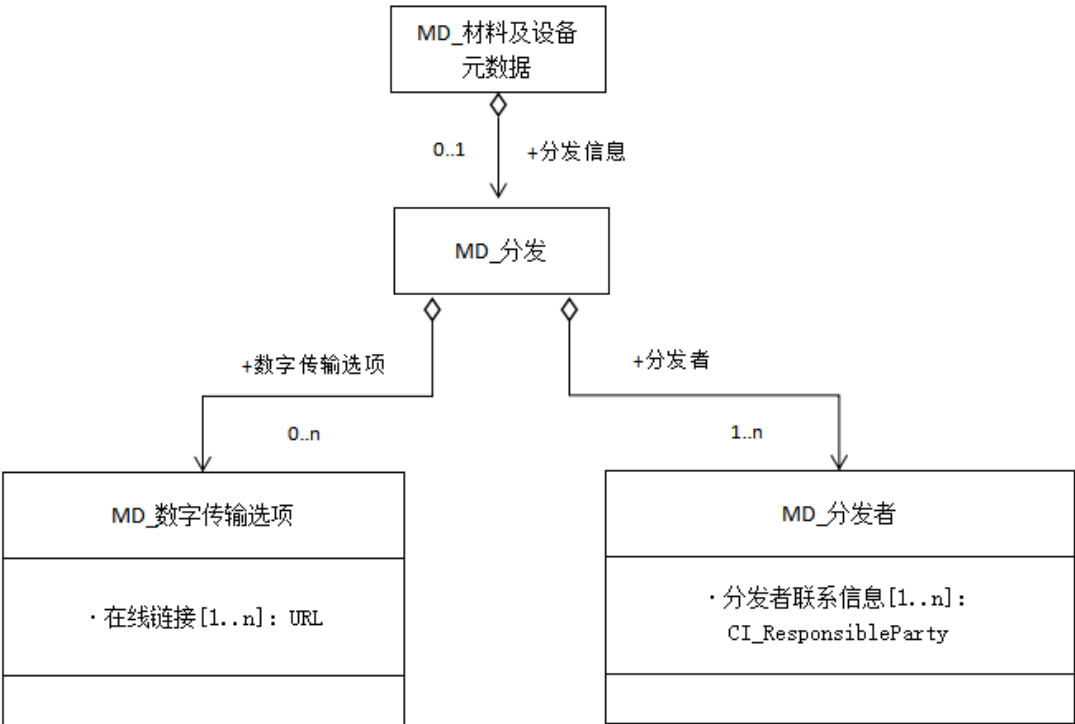 MD_材料及设备
元数据
0..1
+分发信息
MD_分发
+数字传输选项
+分发者
0..n
1..n
MD_数字传输选项
MD_分发者
·在线链接[1..n]: URL
·分发者联系信息[1..n]:
CI_ResponsibleParty